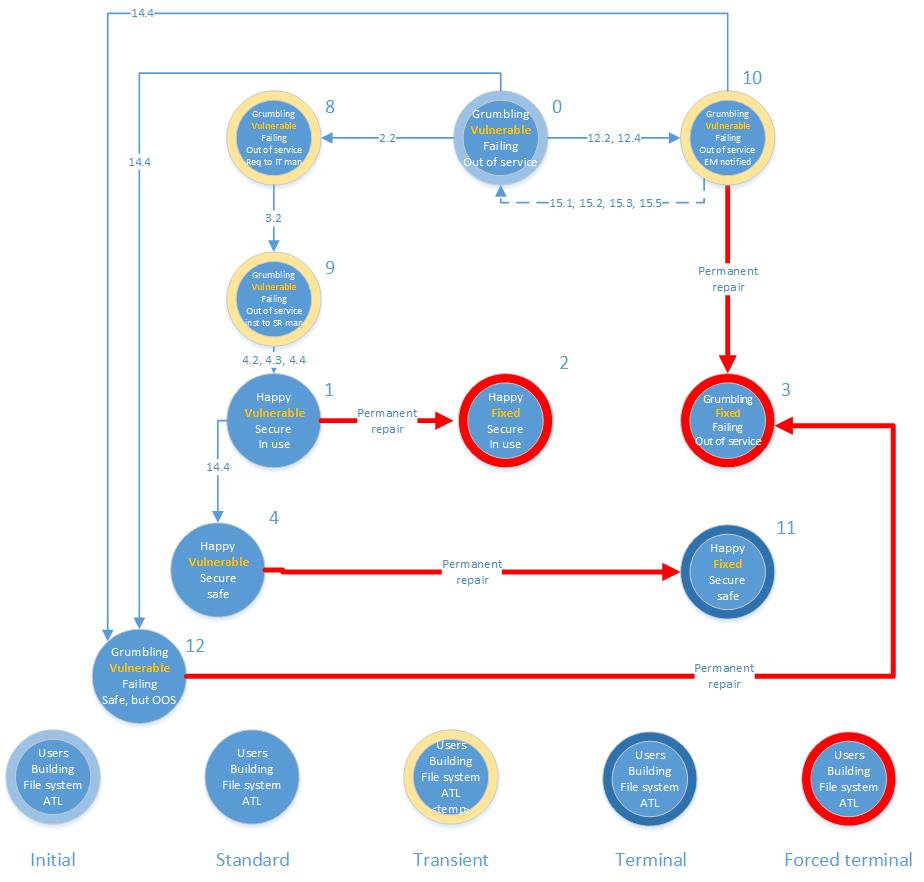 14.4
10
8
0
Grumbling
Vulnerable
Failing
Out of service
Req to IT man
2.2
Grumbling
Vulnerable
Failing
Out of service
12.2, 12.4
Grumbling
Vulnerable
Failing
Out of service
EM notified
14.4
15.1, 15.2, 15.3, 15.5
3.2
9
Grumbling
Vulnerable
Failing
Out of service
inst to SR man
Permanent
repair
4.2, 4.3, 4.4
1
2
3
Happy
Vulnerable
Secure
In use
Permanent
repair
Happy
Fixed
Secure
In use
Grumbling
Fixed
Failing
Out of service
14.4
4
11
Happy
Vulnerable
Secure
safe
Permanent
repair
Happy
Fixed
Secure
safe
12
Grumbling
Vulnerable
Failing
Safe, but OOS
Permanent
repair
Users
Building
File system
ATL
Users
Building
File system
ATL
Users
Building
File system
ATL
<temp>
Users
Building
File system
ATL
Users
Building
File system
ATL
Initial
Standard
Transient
Terminal
Forced terminal